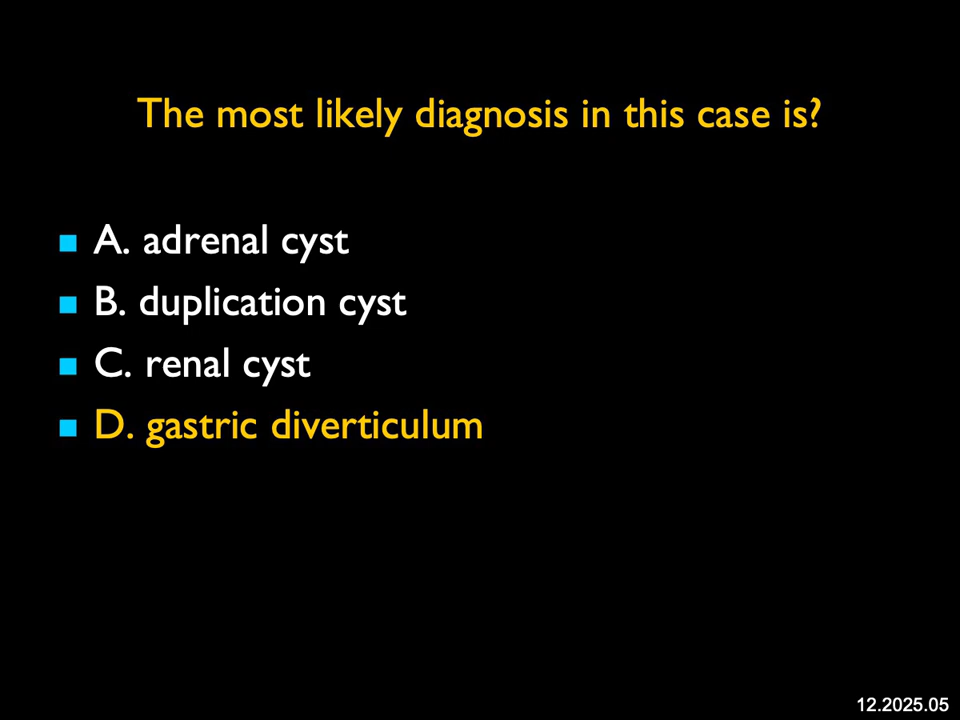 The most likely diagnosis in this case is?
A. adrenal cyst
B. duplication cyst
C. renal cyst
D. gastric diverticulum
12.2025.05